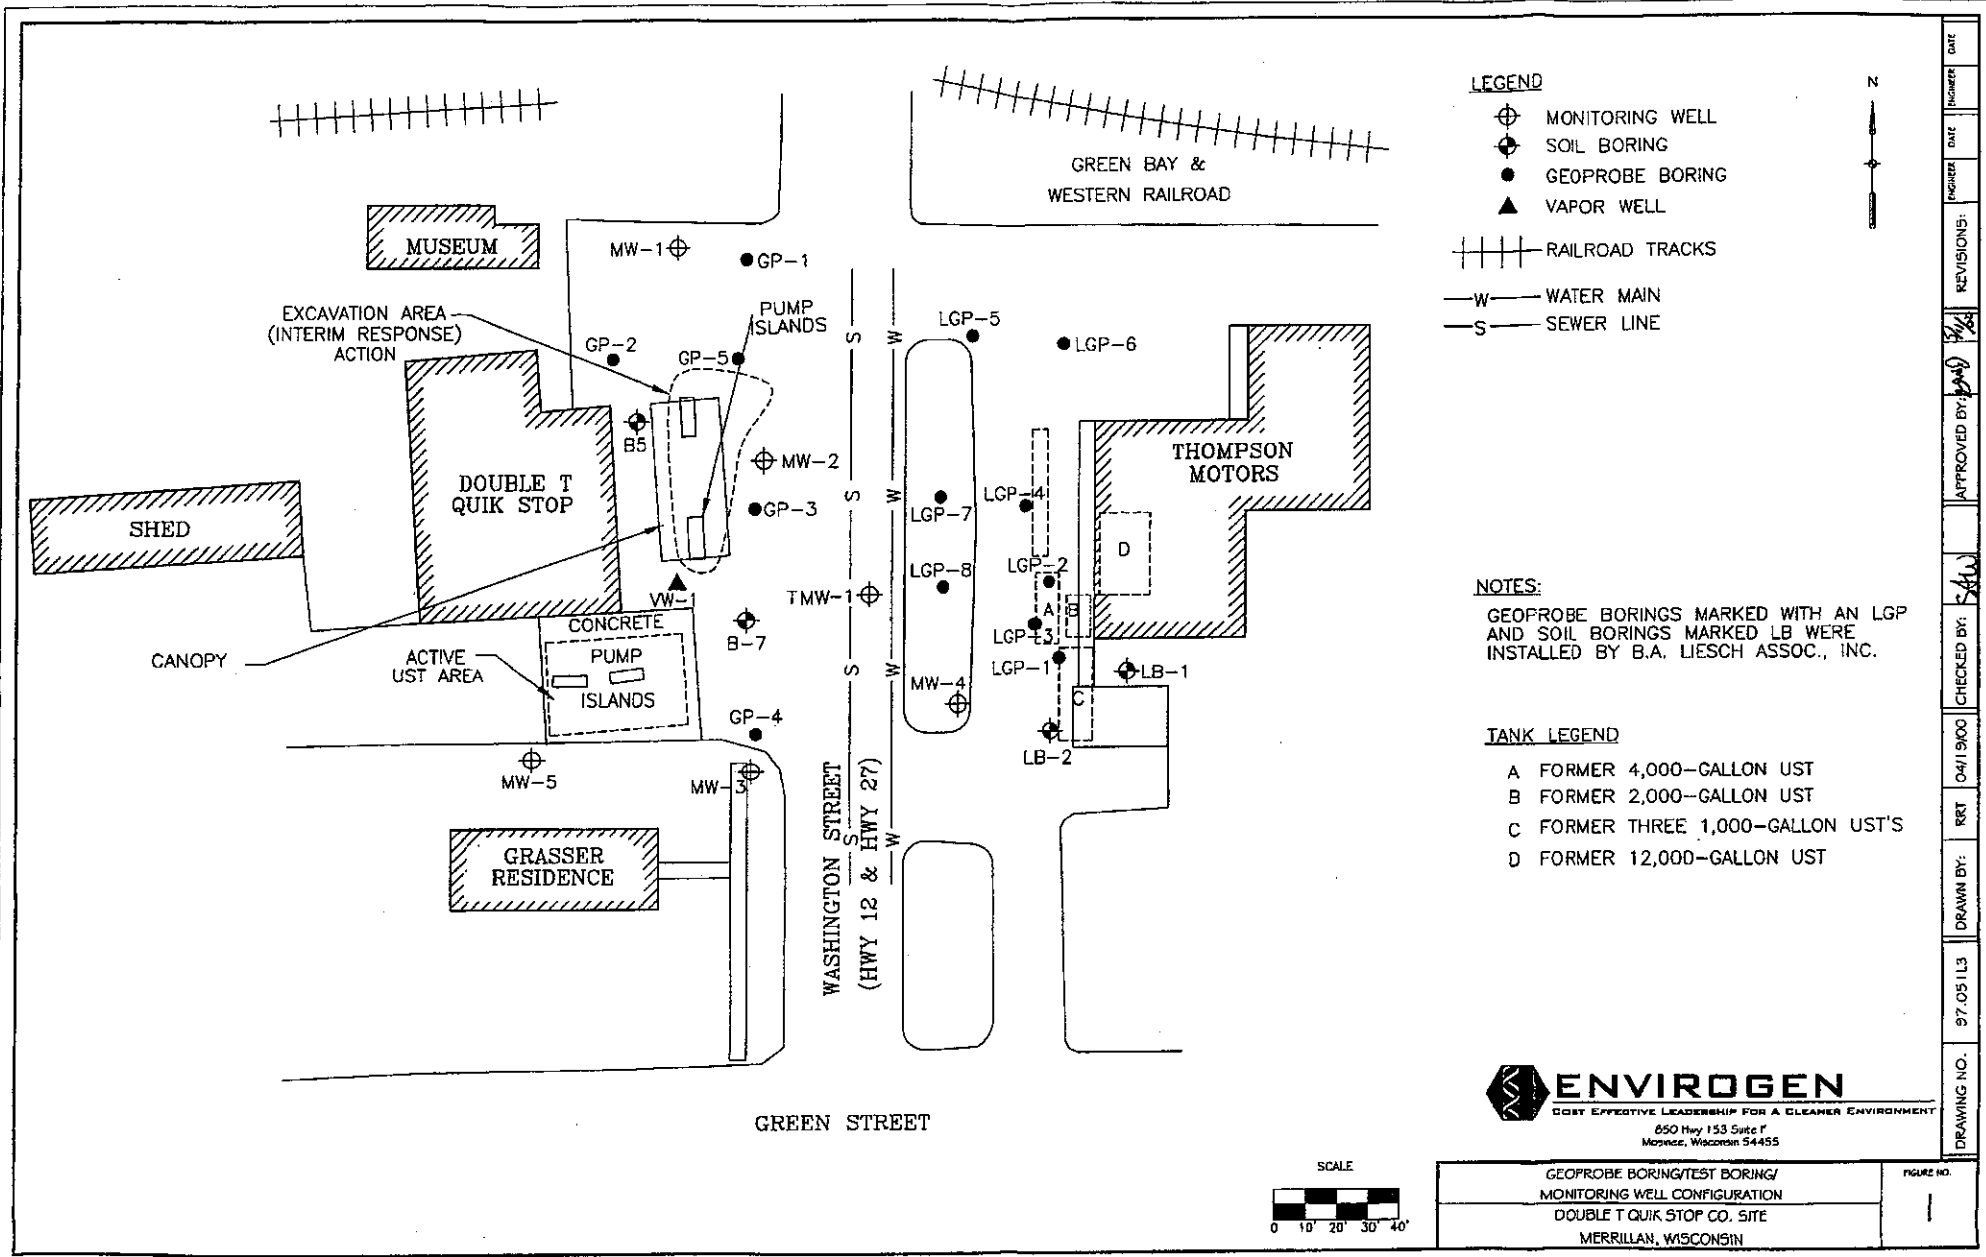 GREEN BAY &
WESTERN RAILROAD
MUSEUM
MW-1
GP-1
EXCAVATION AREA
(INTERIM RESPONSE)
ACTION
PUMP
ISLANDS
GP-2
GP-5
S
W
LGP-5
LGP-6
B5
MW-2
DOUBLE T
QUIK STOP
THOMPSON
MOTORS
SHED
GP-3
S
W
LGP-7
LGP-4
D
LGP-8
LGP-2
VW-1
TMW-1
A
B
CONCRETE
B-7
LGP-3
CANOPY
ACTIVE
UST AREA
PUMP
ISLANDS
S
W
LGP-1
LB-1
MW-4
C
GP-4
LB-2
MW-5
MW-3
S
W
GRASSER
RESIDENCE
WASHINGTON STREET
(HWY 12 & HWY 27)
GREEN STREET
LEGEND
MONITORING WELL
SOIL BORING
GEOPROBE BORING
VAPOR WELL
RAILROAD TRACKS
W WATER MAIN
S SEWER LINE
N
NOTES:
GEOPROBE BORINGS MARKED WITH AN LGP
AND SOIL BORINGS MARKED LB WERE
INSTALLED BY B.A. LIESCH ASSOC., INC.
TANK LEGEND
A FORMER 4,000-GALLON UST
B FORMER 2,000-GALLON UST
C FORMER THREE 1,000-GALLON UST'S
D FORMER 12,000-GALLON UST
ENVIROGEN
COST EFFECTIVE LEADERSHIP FOR A CLEANER ENVIRONMENT
850 Hwy 153 Suite F
Mosinee, Wisconsin 54455
SCALE
0 10' 20' 30' 40'
GEOPROBE BORING/TEST BORING/
MONITORING WELL CONFIGURATION
DOUBLE T QUIK STOP CO. SITE
MERRILLAN, WISCONSIN
FIGURE NO.
1
DRAWING NO. 97.0511L3
DRAWN BY: RRT 04/19/00
CHECKED BY: SAW
APPROVED BY:
REVISIONS:
ENGINEER DATE
ENGINEER DATE